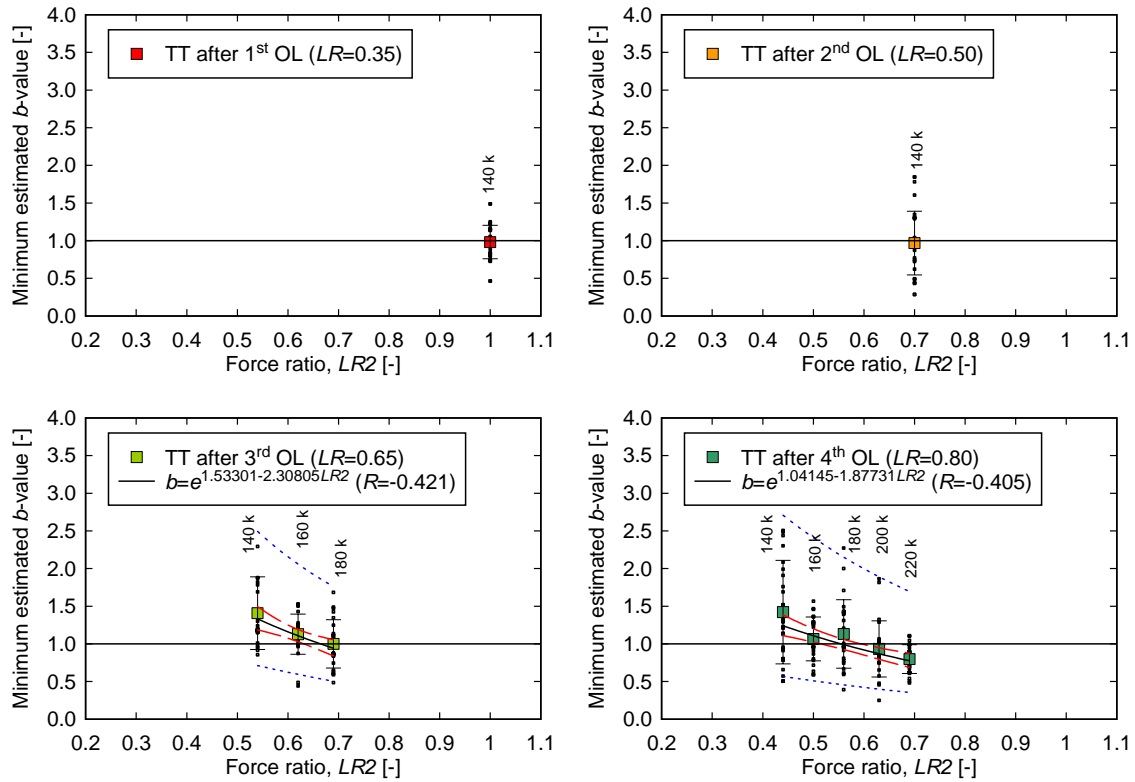 4.0
3.5
3.0
2.5
2.0
1.5
1.0
0.5
0.0
Minimum estimated b-value [-]
TT after 1st OL (LR=0.35)
140 k
0.2 0.3 0.4 0.5 0.6 0.7 0.8 0.9 1 1.1
Force ratio, LR2 [-]
4.0
3.5
3.0
2.5
2.0
1.5
1.0
0.5
0.0
Minimum estimated b-value [-]
TT after 2nd OL (LR=0.50)
140 k
0.2 0.3 0.4 0.5 0.6 0.7 0.8 0.9 1 1.1
Force ratio, LR2 [-]
4.0
3.5
3.0
2.5
2.0
1.5
1.0
0.5
0.0
Minimum estimated b-value [-]
TT after 3rd OL (LR=0.65)
b=e1.53301-2.30805LR2 (R=-0.421)
140 k
160 k
180 k
0.2 0.3 0.4 0.5 0.6 0.7 0.8 0.9 1 1.1
Force ratio, LR2 [-]
4.0
3.5
3.0
2.5
2.0
1.5
1.0
0.5
0.0
Minimum estimated b-value [-]
TT after 4th OL (LR=0.80)
b=e1.04145-1.87731LR2 (R=-0.405)
140 k
160 k
180 k
200 k
220 k
0.2 0.3 0.4 0.5 0.6 0.7 0.8 0.9 1 1.1
Force ratio, LR2 [-]